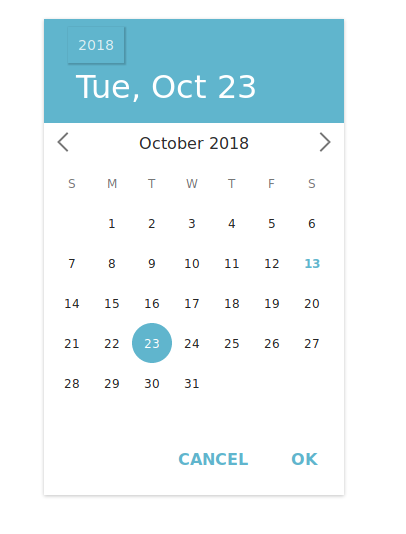 2018
Tue, Oct 23
October 2018
S M T W T F S
1 2 3 4 5 6
7 8 9 10 11 12 13
14 15 16 17 18 19 20
21 22 23 24 25 26 27
28 29 30 31
CANCEL OK